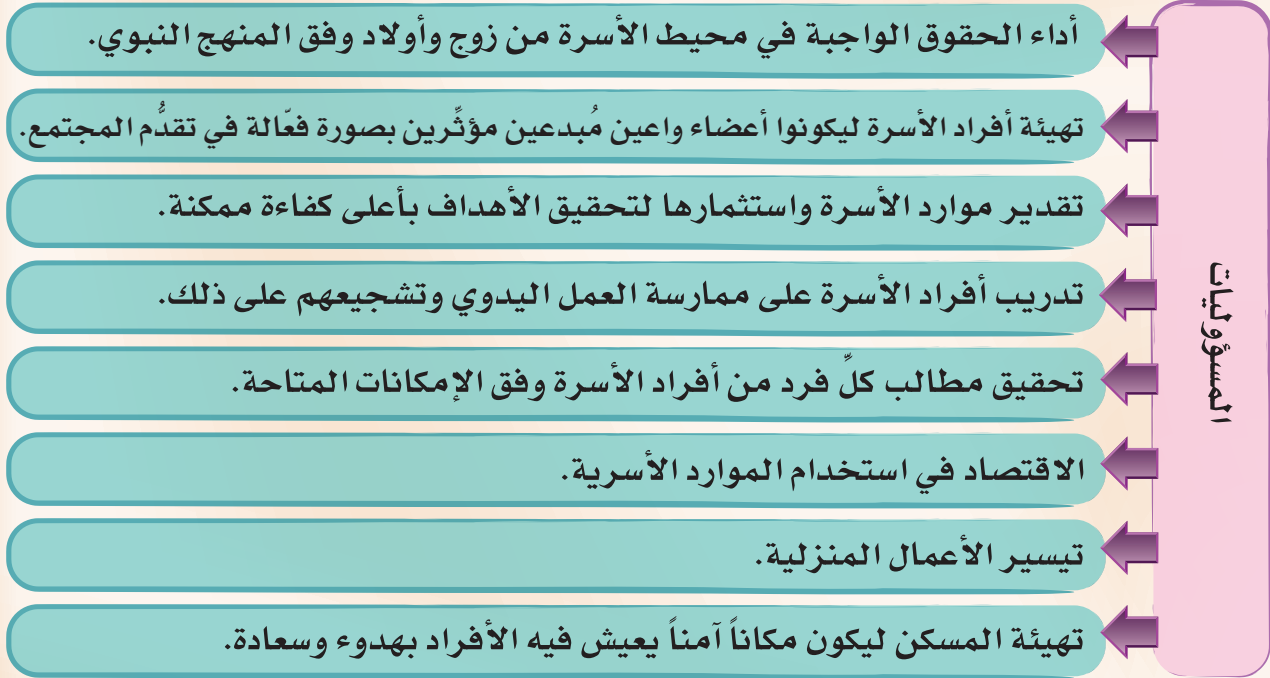 المسؤوليات
أداء الحقوق الواجبة في محيط الأسرة من زوج وأولاد وفق المنهج النبوي.
تهيئة أفراد الأسرة ليكونوا أعضاء واعين مُبدعين مؤثِّرين بصورة فعّالة في تقدُّم المجتمع.
تقدير موارد الأسرة واستثمارها لتحقيق الأهداف بأعلى كفاءة ممكنة.
تدريب أفراد الأسرة على ممارسة العمل اليدوي وتشجيعهم على ذلك.
تحقيق مطالب كلِّ فرد من أفراد الأسرة وفق الإمكانات المتاحة.
الاقتصاد في استخدام الموارد الأسرية.
تيسير الأعمال المنزلية.
تهيئة المسكن ليكون مكاناً آمناً يعيش فيه الأفراد بهدوء وسعادة.